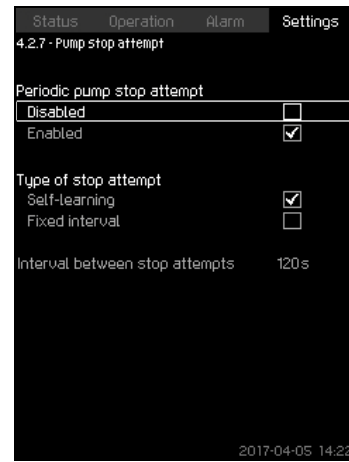 Status Operation Alarm Settings
4.2.7 - Pump stop attempt
Periodic pump stop attempt
Disabled
Enabled
Type of stop attempt
Self-learning
Fixed interval
Interval between stop attempts 120s
2017-04-05 14:22